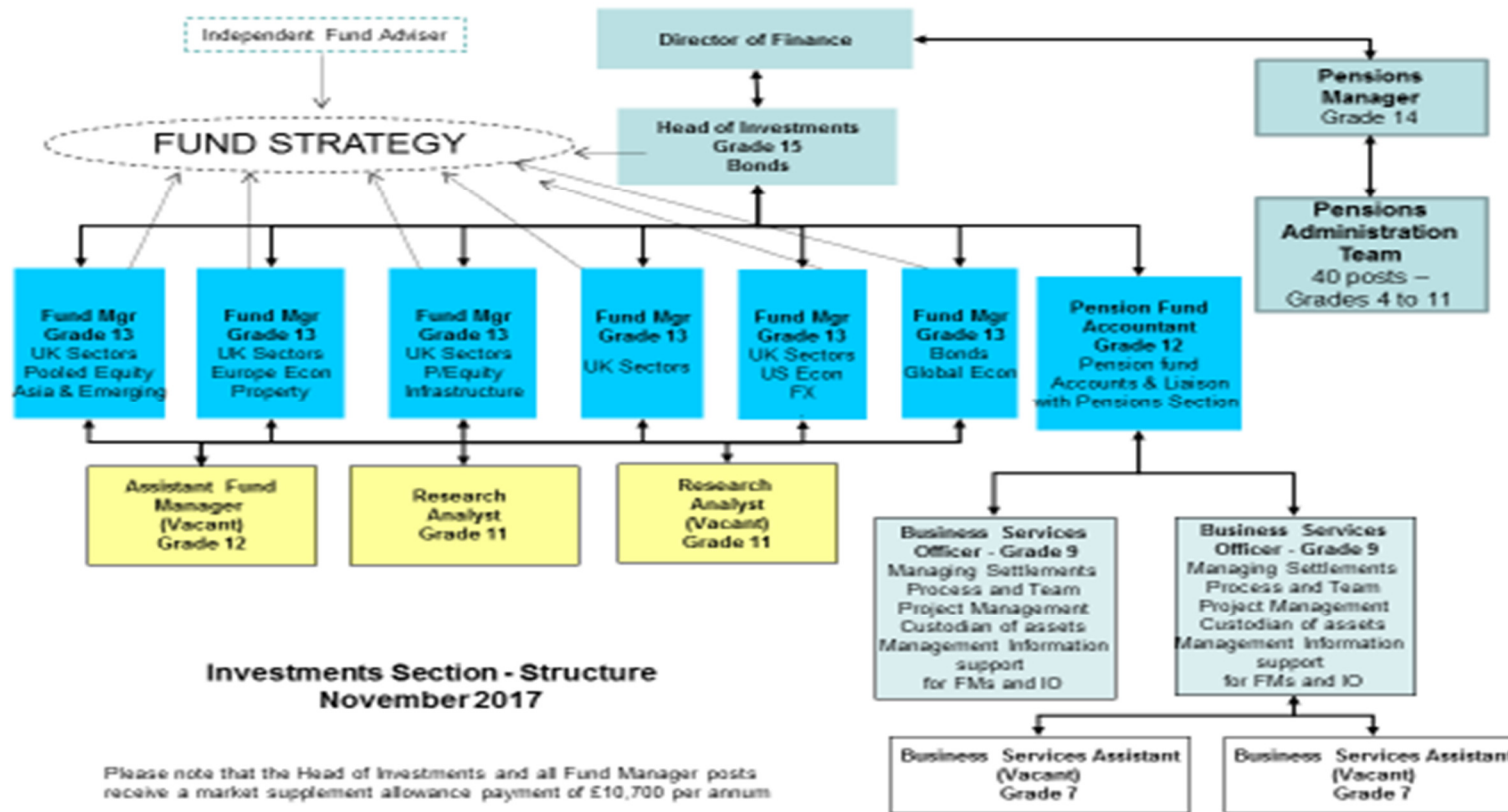 Independent Fund Adviser
Director of Finance
Pensions
Manager
Grade 14
FUND STRATEGY
Head of Investments
Grade 15
Bonds
Pensions
Administration
Team
40 posts –
Grades 4 to 11
Fund Mgr
Grade 13
UK Sectors
Pooled Equity
Asia & Emerging
Fund Mgr
Grade 13
UK Sectors
Europe Econ
Property
Fund Mgr
Grade 13
UK Sectors
P/Equity
Infrastructure
Fund Mgr
Grade 13
UK Sectors
Fund Mgr
Grade 13
UK Sectors
US Econ
FX
Fund Mgr
Grade 13
Bonds
Global Econ
Pension Fund
Accountant
Grade 12
Pension fund
Accounts & Liaison
with Pensions Section
Assistant Fund
Manager
(Vacant)
Grade 12
Research
Analyst
Grade 11
Research
Analyst
(Vacant)
Grade 11
Business Services
Officer - Grade 9
Managing Settlements
Process and Team
Project Management
Custodian of assets
Management Information
support
for FMs and IO
Business Services
Officer - Grade 9
Managing Settlements
Process and Team
Project Management
Custodian of assets
Management Information
support
for FMs and IO
Business Services Assistant
(Vacant)
Grade 7
Business Services Assistant
(Vacant)
Grade 7
Investments Section - Structure
November 2017
Please note that the Head of Investments and all Fund Manager posts
receive a market supplement allowance payment of £10,700 per annum